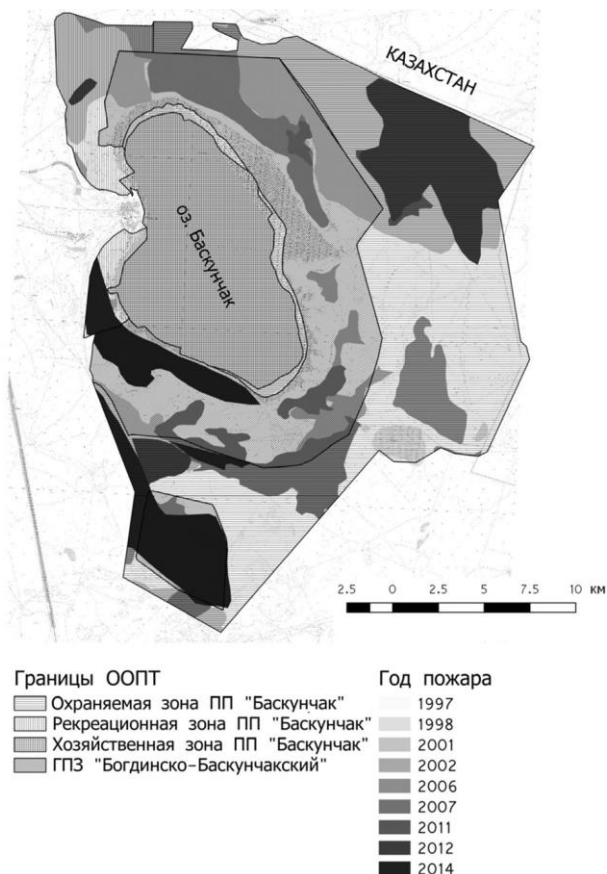 КАЗАХСТАН
оз. Баскунчак
2.5 0 2.5 5 7.5 10 км
Границы ООПТ
Охраняемая зона ПП "Баскунчак"
Рекреационная зона ПП "Баскунчак"
Хозяйственная зона ПП "Баскунчак"
ГПЗ "Богдинско-Баскунчакский"
Год пожара
1997
1998
2001
2002
2006
2007
2011
2012
2014